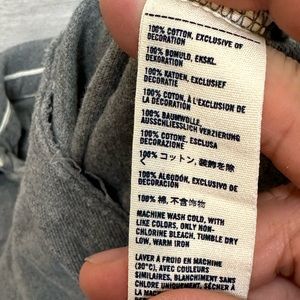 100% COTTON, EXCLUSIVE OF
DECORATION
100% BOMULD, EKSKL.
DEKORATION
100% KATOEN, EXCLUSIEF
DECORATIE
100% COTON, À L'EXCLUSION DE
LA DÉCORATION
100% BAUMWOLLE,
AUSSCHLIESSLICH VERZIERUNG
100% COTONE, ESCLUSA
DECORAZIONE
100% コットン, 装飾を除
く
100% ALGODÓN, EXCLUSIVO DE
DECORACIÓN
100% 棉, 不含饰物
MACHINE WASH COLD, WITH
LIKE COLORS, ONLY NON-
CHLORINE BLEACH, TUMBLE DRY
LOW, WARM IRON
LAVER À FROID EN MACHINE
(30°C), AVEC COULEURS
SIMILAIRES, BLANCHIMENT SANS
CHLORE UNIQUEMENT, SÉCHER À
LA MACHINE